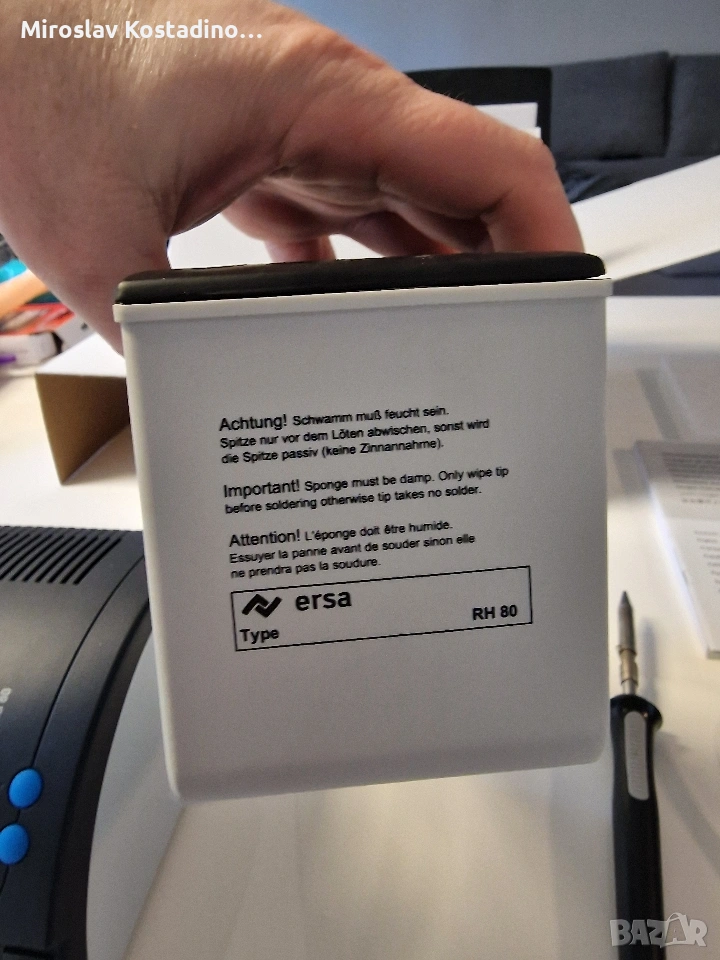 Miroslav Kostadino...
Achtung! Schwamm muß feucht sein.
Spitze nur vor dem Löten abwischen, sonst wird
die Spitze passiv (keine Zinnannahme).
Important! Sponge must be damp. Only wipe tip
before soldering otherwise tip takes no solder.
Attention! L'éponge doit être humide.
Essuyer la panne avant de souder sinon elle
ne prendra pas la soudure.
ersa
Type RH 80
BAZAR